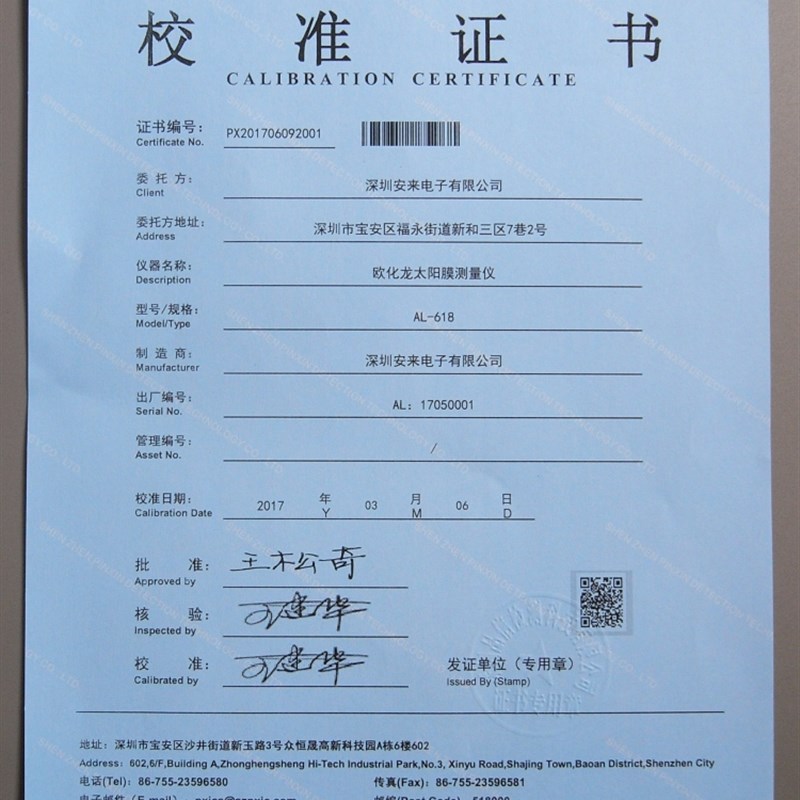 校 准 证 书
CALIBRATION CERTIFICATE
证书编号： PX201706092001
Certificate No.
委 托 方： 深圳安来电子有限公司
Client
委托方地址： 深圳市宝安区福永街道新和三区7巷2号
Address
仪器名称： 欧化龙太阳膜测量仪
Description
型号/规格： AL-618
Model/Type
制 造 商： 深圳安来电子有限公司
Manufacturer
出厂编号： AL：17050001
Serial No.
管理编号： /
Asset No.
校准日期： 2017 年 03 月 06 日
Calibration Date Y M D
批 准：
Approved by
核 验：
Inspected by
校 准：
Calibrated by
发证单位（专用章）
Issued By (Stamp)
地址：深圳市宝安区沙井街道新玉路3号众恒晟高新科技园A栋6楼602
Address：602,6/F,Building A,Zhonghengsheng Hi-Tech Industrial Park,No.3, Xinyu Road,Shajing Town,Baoan District,Shenzhen City
电话(Tel)：86-755-23596580 传真(Fax)：86-755-23596581